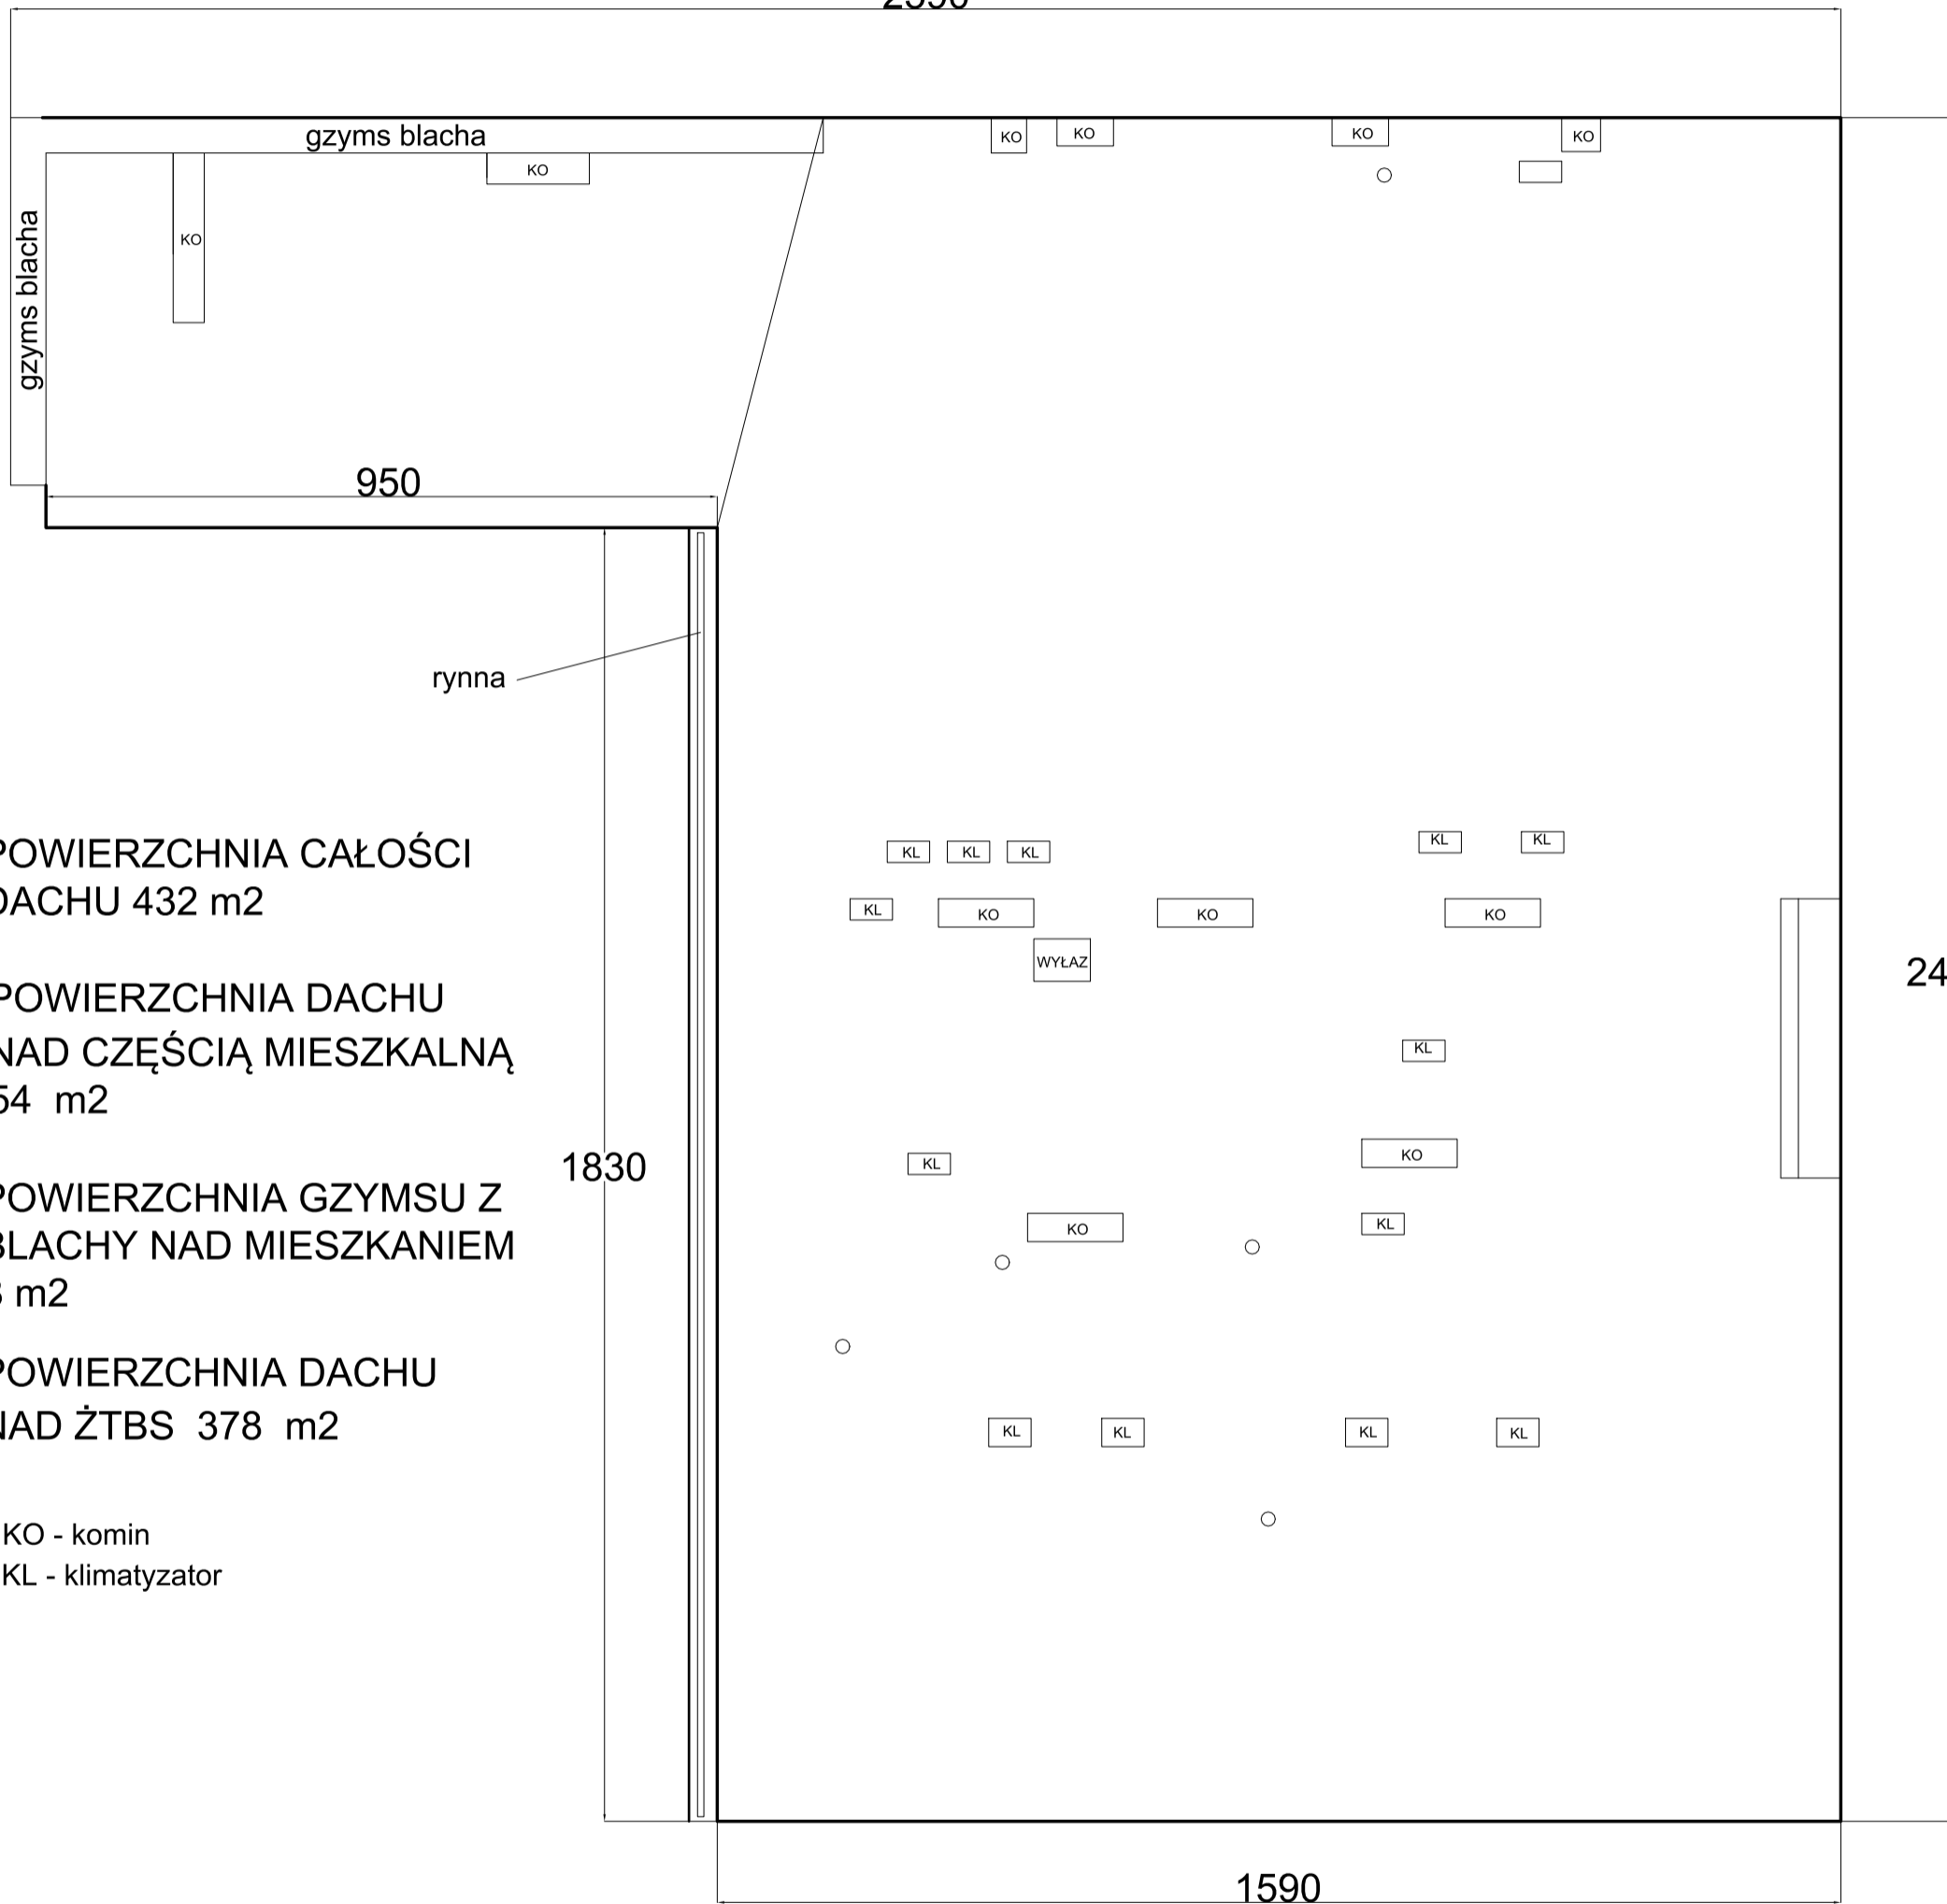 gzyms blacha
KO
KO
KO
KO
KO
KO
gzyms blacha
950
rynna
POWIERZCHNIA CAŁOŚCI
DACHU 432 m2
POWIERZCHNIA DACHU
NAD CZĘŚCIĄ MIESZKALNĄ
54 m2
POWIERZCHNIA GZYMSU Z
BLACHY NAD MIESZKANIEM
m2
POWIERZCHNIA DACHU
NAD ŻTBS 378 m2
KO - komin
KL - klimatyzator
1830
KL
KL
KL
KL
KL
KL
KO
KO
KO
WYŁAZ
24
KL
KL
KO
KO
KL
KL
KL
KL
KL
1590